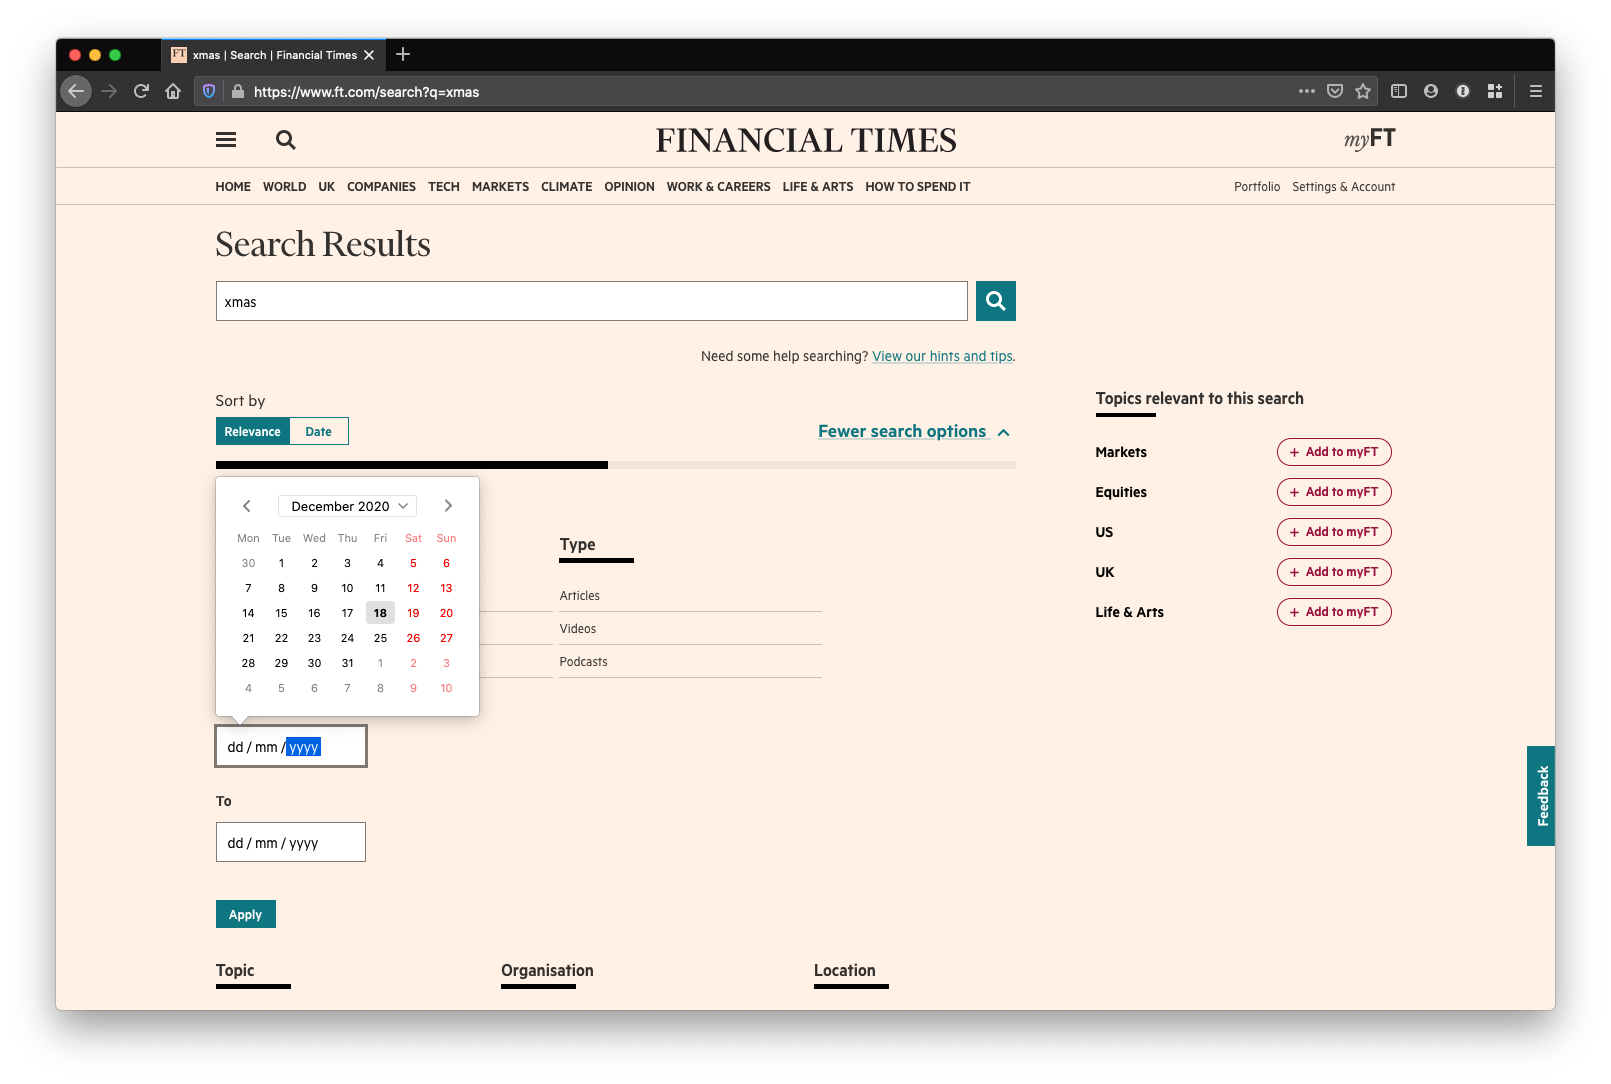 FT xmas | Search | Financial Times
https://www.ft.com/search?q=xmas
FINANCIAL TIMES
myFT
HOME WORLD UK COMPANIES TECH MARKETS CLIMATE OPINION WORK & CAREERS LIFE & ARTS HOW TO SPEND IT
Portfolio Settings & Account
Search Results
xmas
Need some help searching? View our hints and tips.
Sort by
Relevance Date
Fewer search options
December 2020
Mon Tue Wed Thu Fri Sat Sun
30 1 2 3 4 5 6
7 8 9 10 11 12 13
14 15 16 17 18 19 20
21 22 23 24 25 26 27
28 29 30 31 1 2 3
4 5 6 7 8 9 10
Type
Articles
Videos
Podcasts
dd / mm / yyyy
To
dd / mm / yyyy
Apply
Topic
Organisation
Location
Topics relevant to this search
Markets + Add to myFT
Equities + Add to myFT
US + Add to myFT
UK + Add to myFT
Life & Arts + Add to myFT
Feedback